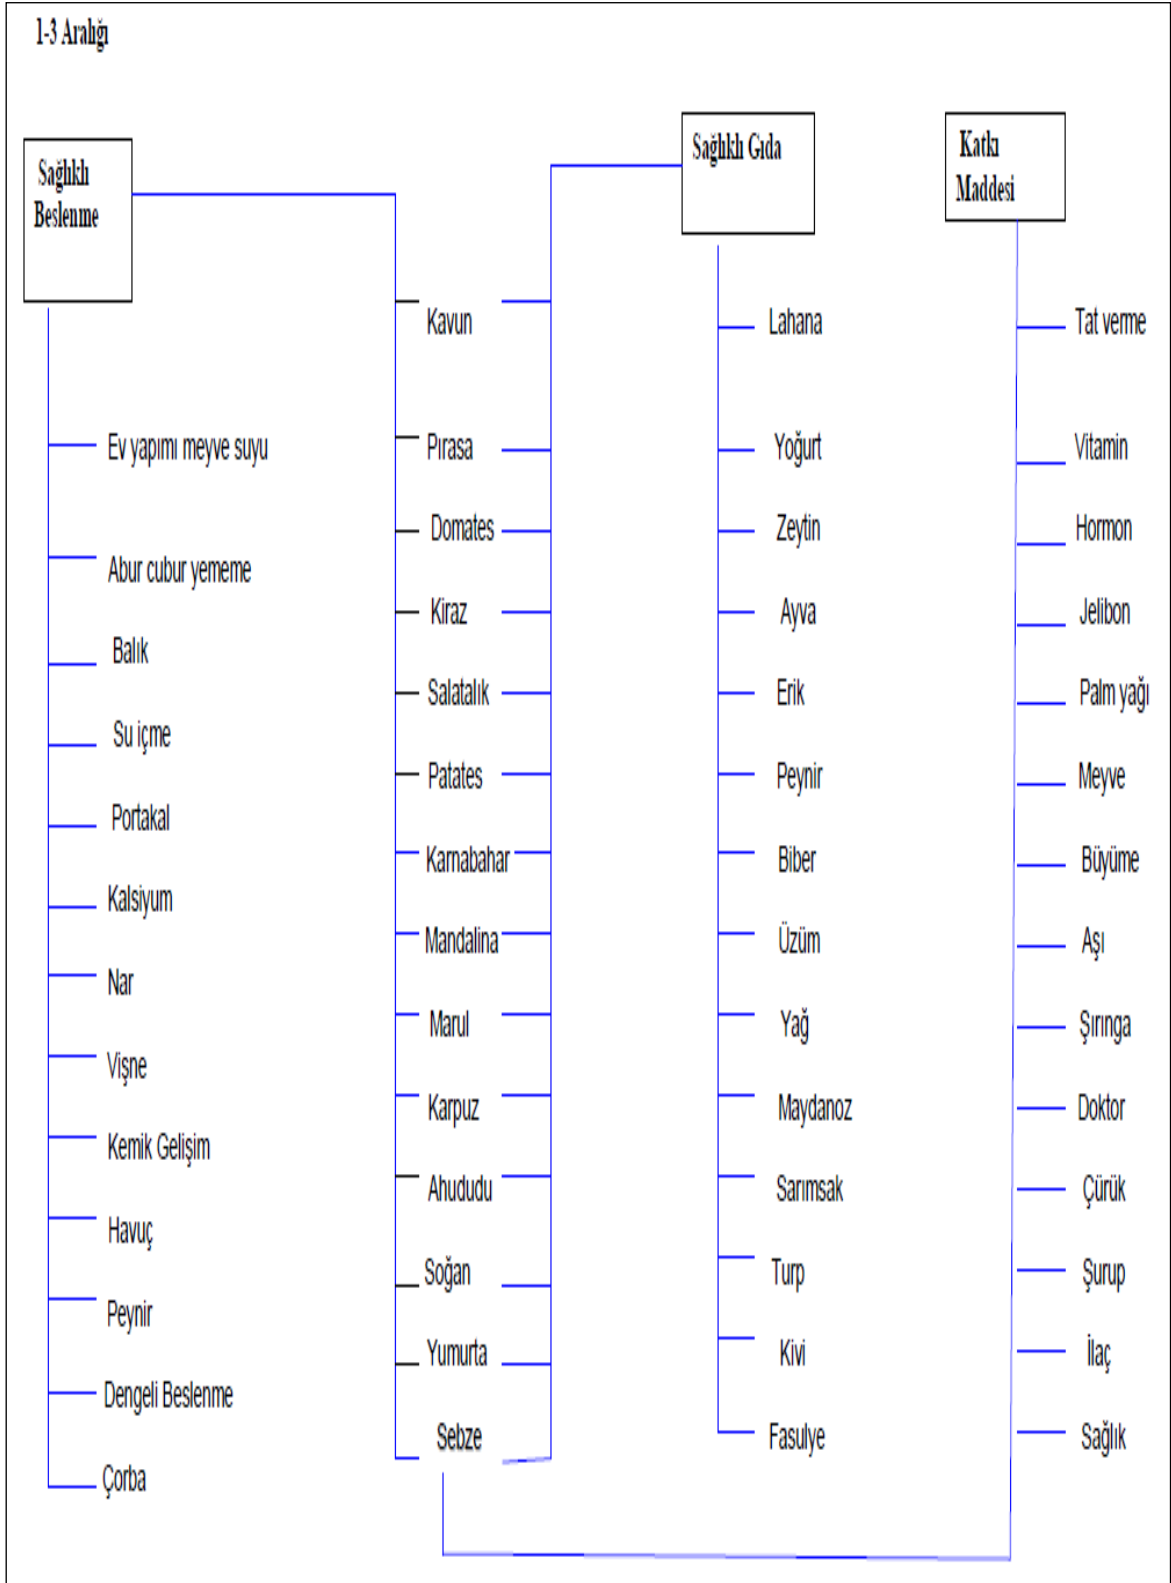 1-3 Aralığı
Sağlıklı
Beslenme
Ev yapımı meyve suyu
Abur cubur yememe
Balık
Su içme
Portakal
Kalsiyum
Nar
Vişne
Kemik Gelişim
Havuç
Peynir
Dengeli Beslenme
Çorba
Kavun
Pırasa
Domates
Kiraz
Salatalık
Patates
Karnabahar
Mandalina
Marul
Karpuz
Ahududu
Soğan
Yumurta
Sebze
Sağlıklı Gıda
Lahana
Yoğurt
Zeytin
Ayva
Erik
Peynir
Biber
Üzüm
Yağ
Maydanoz
Sarımsak
Turp
Kivi
Fasulye
Katkı
Maddesi
Tat verme
Vitamin
Hormon
Jelibon
Palm yağı
Meyve
Büyüme
Aşı
Şırınga
Doktor
Çürük
Şurup
İlaç
Sağlık